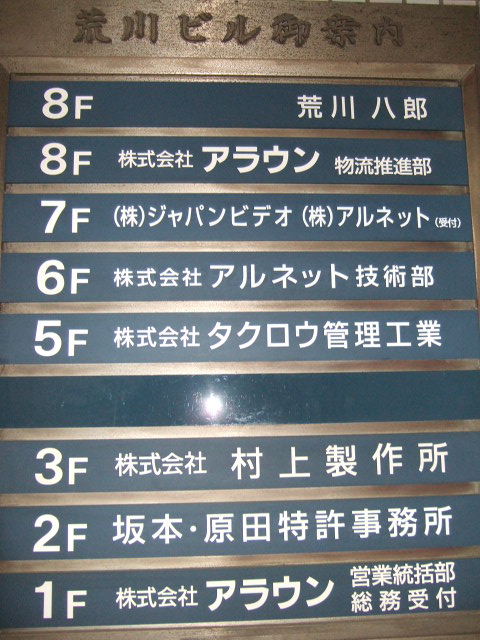 荒川ビル御案内
8F 荒川八郎
8F 株式会社 アラウン 物流推進部
7F (株)ジャパンビデオ (株)アルネット(受付)
6F 株式会社 アルネット技術部
5F 株式会社 タクロウ管理工業
3F 株式会社 村上製作所
2F 坂本・原田特許事務所
1F 株式会社 アラウン 営業統括部
総務受付